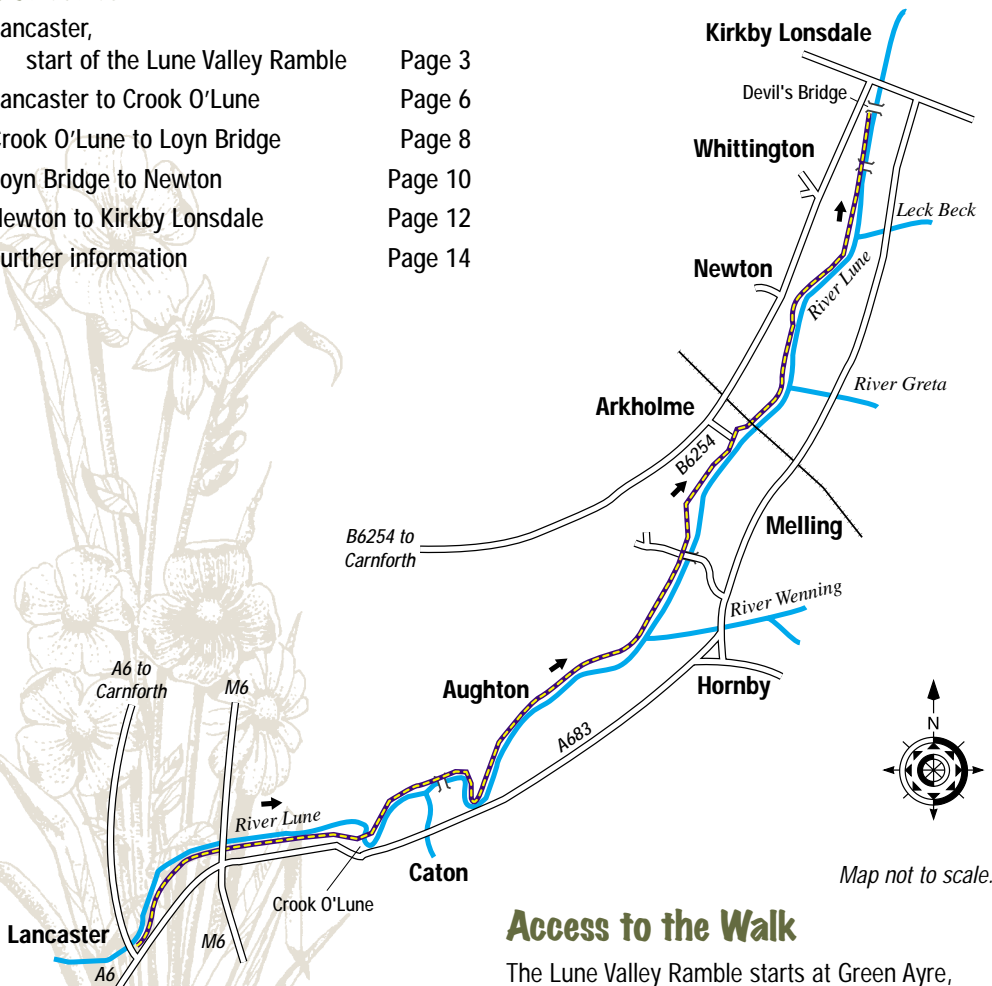 ancaster,
start of the Lune Valley Ramble Page 3
ancaster to Crook O'Lune Page 6
rook O'Lune to Loyn Bridge Page 8
oyn Bridge to Newton Page 10
ewton to Kirkby Lonsdale Page 12
urther information Page 14
Kirkby Lonsdale
Devil's Bridge
Whittington
Leck Beck
Newton
River Lune
River Greta
Arkholme
B6254
Melling
B6254 to
Carnforth
River Wenning
A6 to
Carnforth
M6
Aughton
Hornby
A683
N
River Lune
Caton
Map not to scale.
Crook O'Lune
Lancaster
M6
A6
Access to the Walk
The Lune Valley Ramble starts at Green Ayre,